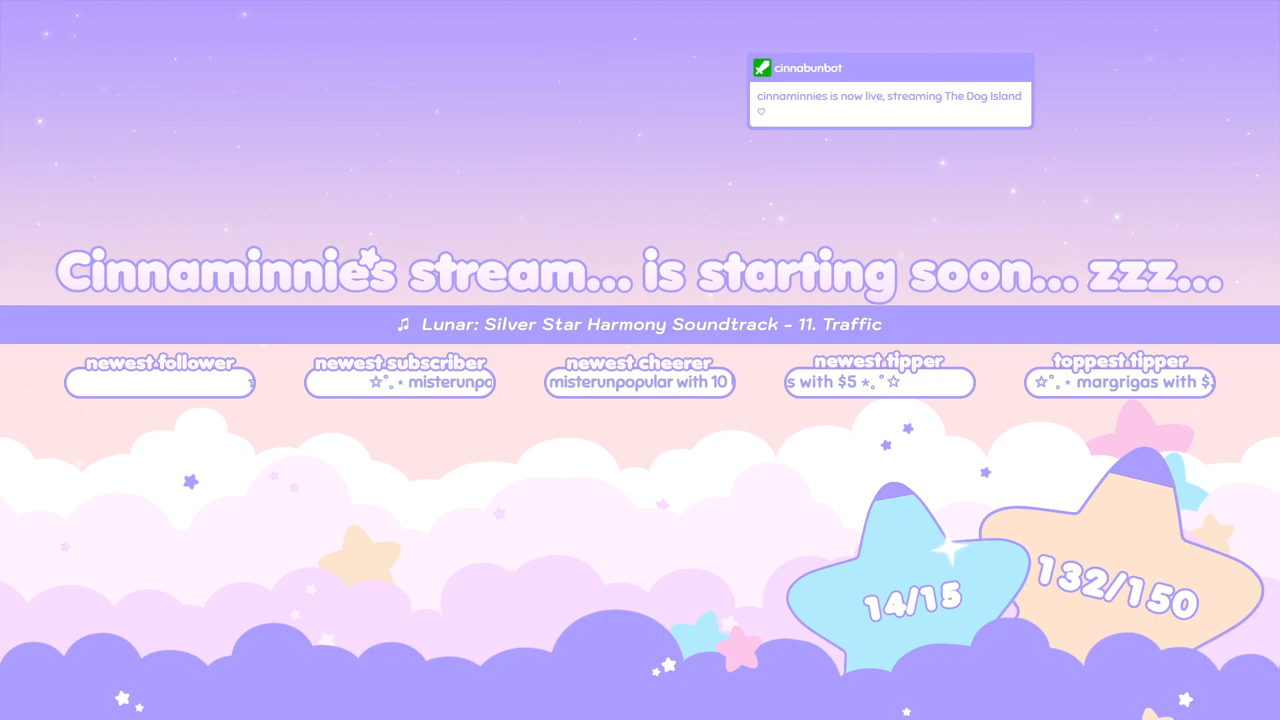 cinnabunbot
cinnaminnies is now live, streaming The Dog Island
♡
Cinnaminnie's stream... is starting soon... zzz...
♫ Lunar: Silver Star Harmony Soundtrack - 11. Traffic
newest follower
newest subscriber
newest cheerer
newest tipper
toppest tipper
☆°。⋆ misterunpo
misterunpopular with 10
s with $5 ⋆。°☆
☆°。⋆ margrigas with $
14/15
132/150